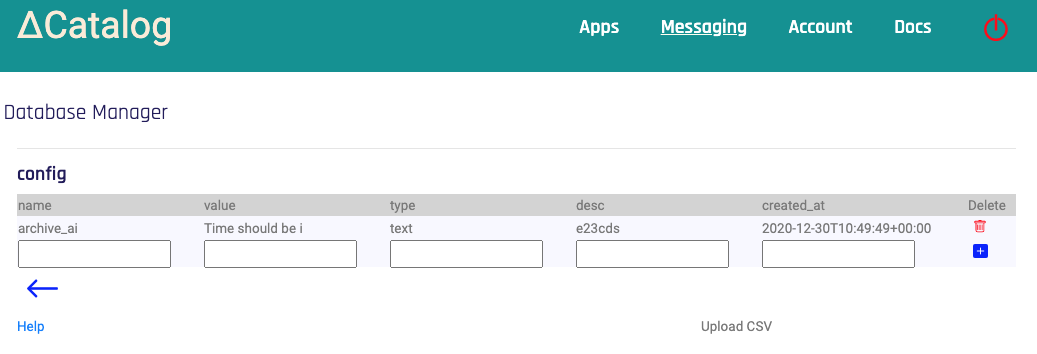 ΔCatalog
Apps Messaging Account Docs
Database Manager
config
name value type desc created_at Delete
archive_ai Time should be i text e23cds 2020-12-30T10:49:49+00:00
Help Upload CSV